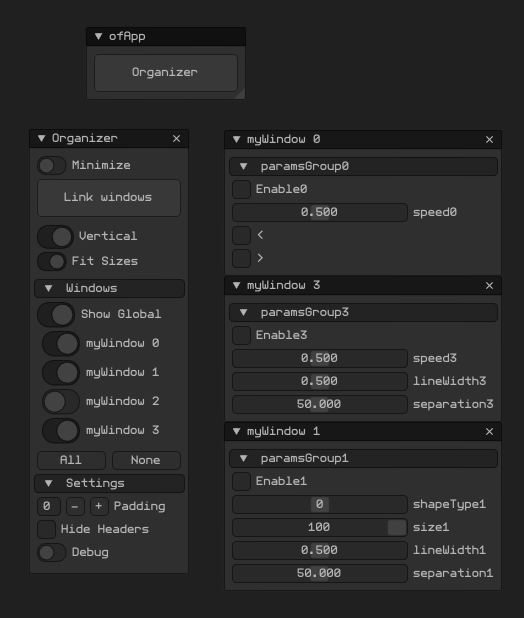 ofApp
Organizer
Organizer
Minimize
Link windows
Vertical
Fit Sizes
Windows
Show Global
myWindow 0
myWindow 1
myWindow 2
myWindow 3
All None
Settings
0 - + Padding
Hide Headers
Debug
myWindow 0
paramsGroup0
Enable0
0.500 speed0
<
>
myWindow 3
paramsGroup3
Enable3
0.500 speed3
0.500 lineWidth3
50.000 separation3
myWindow 1
paramsGroup1
Enable1
0 shapeType1
100 size1
0.500 lineWidth1
50.000 separation1